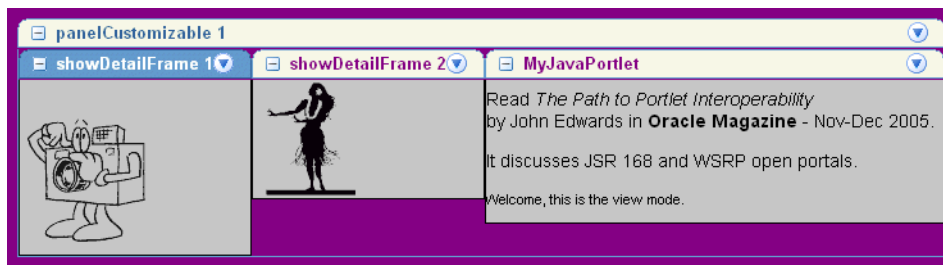 panelCustomizable 1
showDetailFrame 1
showDetailFrame 2
MyJavaPortlet
Read The Path to Portlet Interoperability
by John Edwards in Oracle Magazine - Nov-Dec 2005.
It discusses JSR 168 and WSRP open portals.
Welcome, this is the view mode.